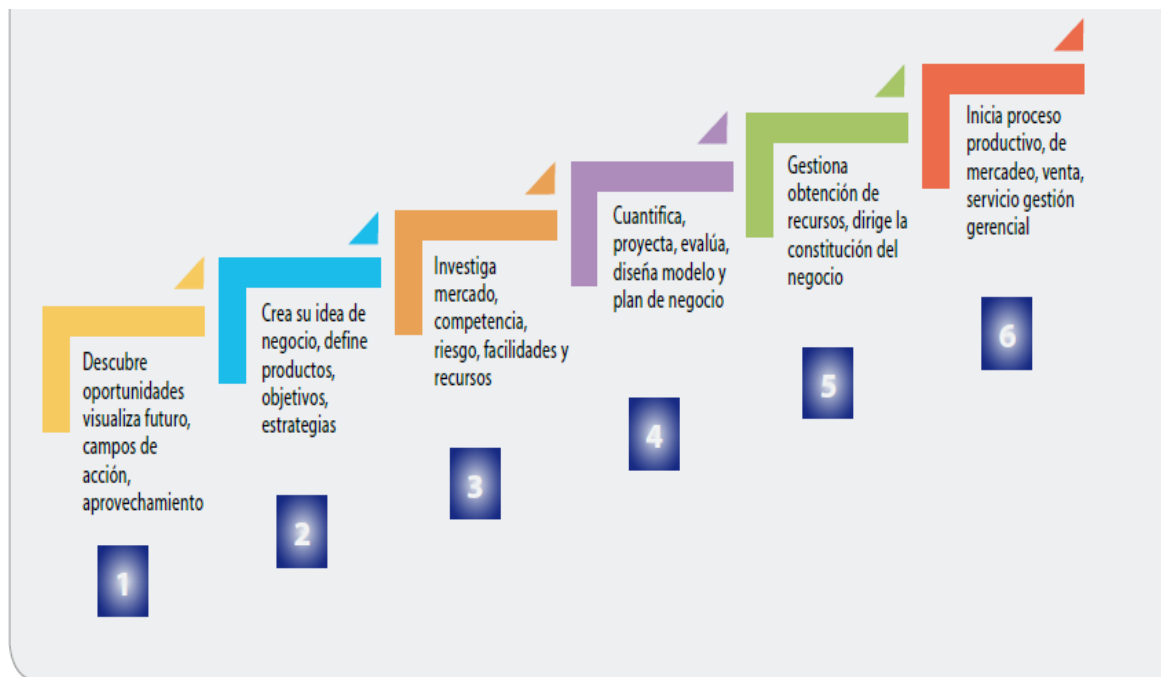 Descubre
oportunidades
visualiza futuro,
campos de
acción,
aprovechamiento
1
Crea su idea de
negocio, define
productos,
objetivos,
estrategias
2
Investiga
mercado,
competencia,
riesgo, facilidades y
recursos
3
Cuantifica,
proyecta, evalúa,
diseña modelo y
plan de negocio
4
Gestiona
obtención de
recursos, dirige la
constitución del
negocio
5
Inicia proceso
productivo, de
mercadeo, venta,
servicio gestión
gerencial
6